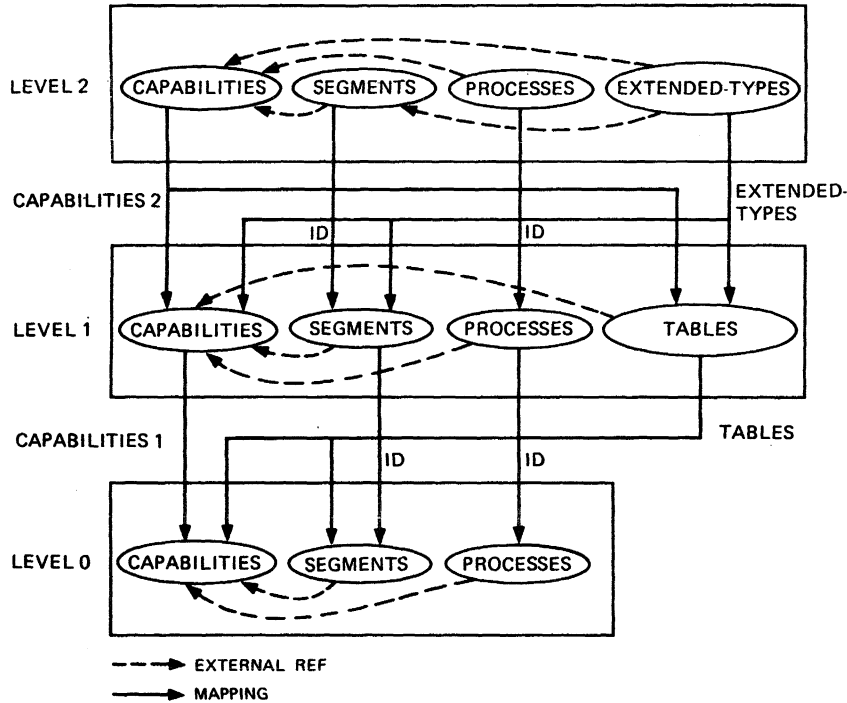 LEVEL 2
CAPABILITIES
SEGMENTS
PROCESSES
EXTENDED-TYPES
CAPABILITIES 2
ID
ID
EXTENDED-
TYPES
LEVEL 1
CAPABILITIES
SEGMENTS
PROCESSES
TABLES
CAPABILITIES 1
ID
ID
TABLES
LEVEL 0
CAPABILITIES
SEGMENTS
PROCESSES
EXTERNAL REF
MAPPING